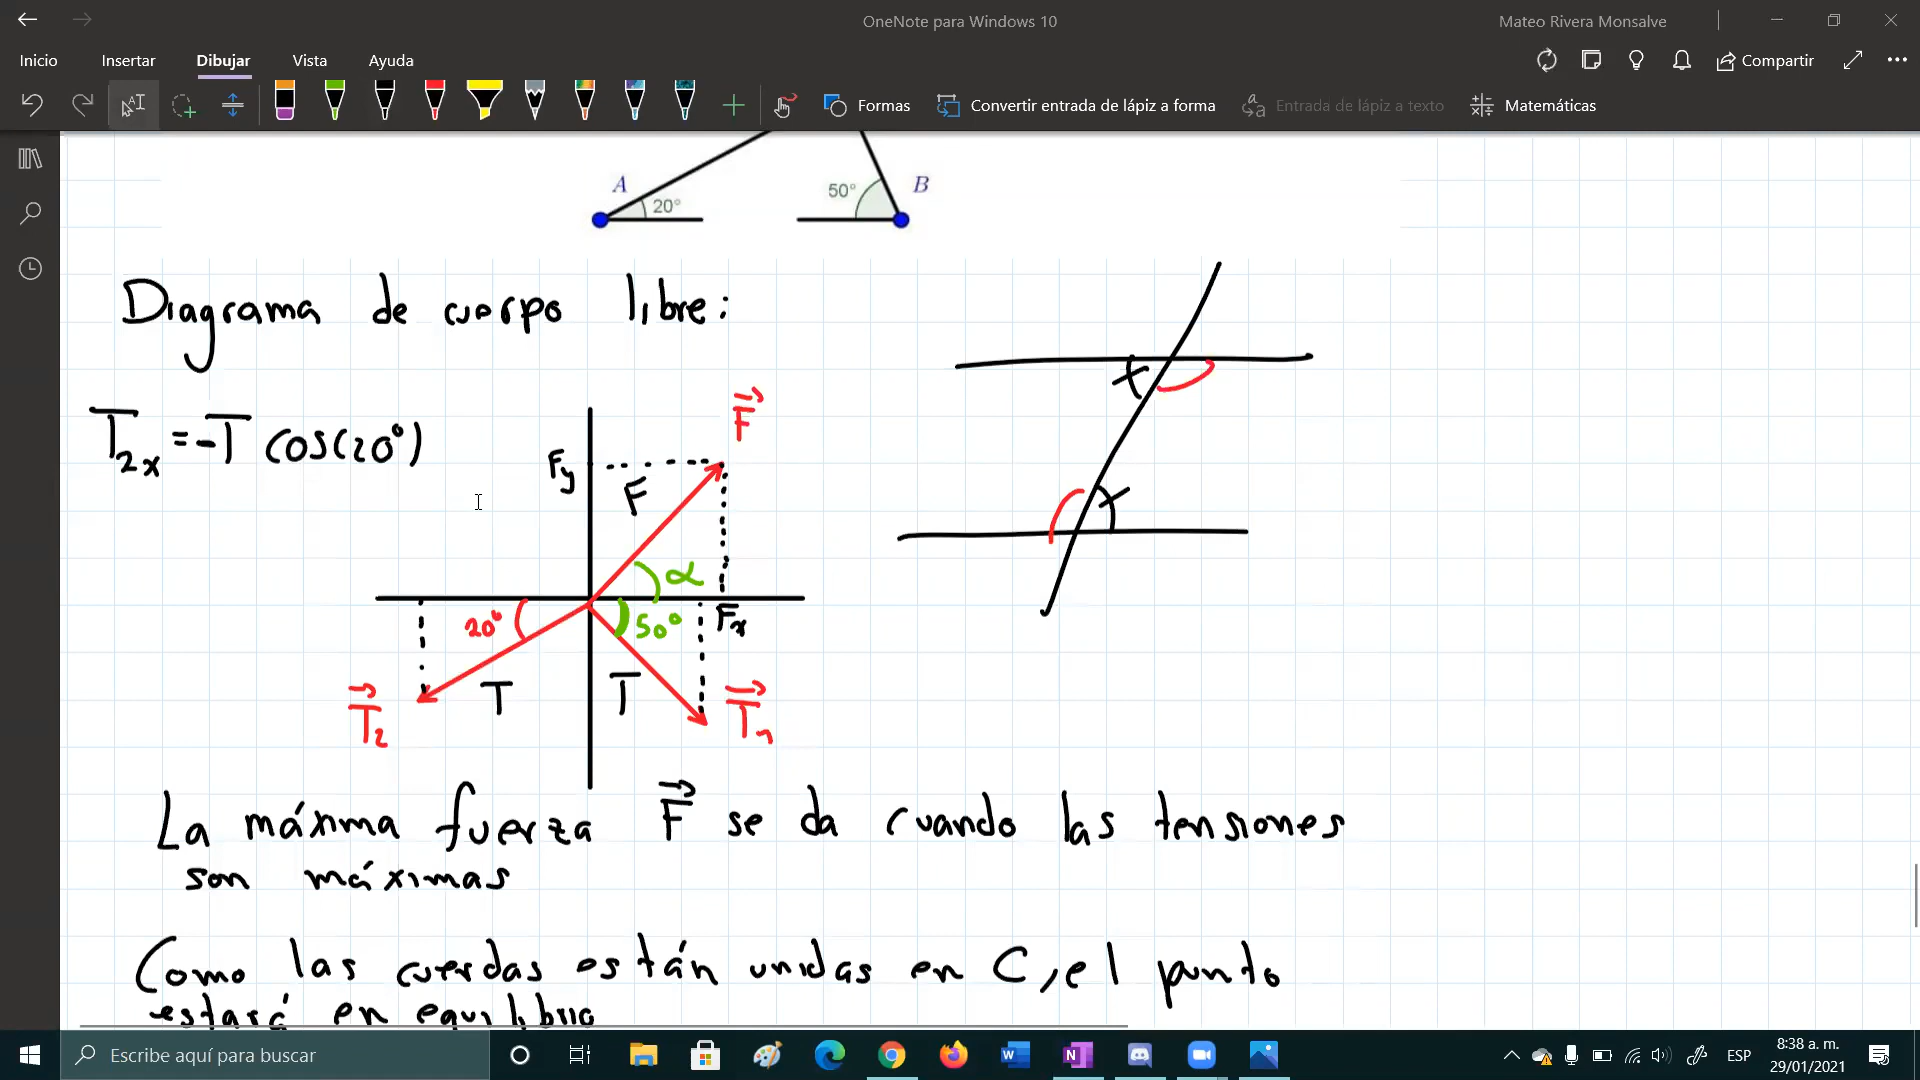 OneNote para Windows 10
Mateo Rivera Monsalve
Inicio
Insertar
Dibujar
Vista
Ayuda
Compartir
Formas
Convertir entrada de lápiz a forma
Entrada de lápiz a texto
Matemáticas
A
20°
50°
B
Diagrama de cuerpo libre:
T2x = -T cos(20°)
F
Fy
F
α
Fx
20°
50°
T2
T
T
T1
La máxima fuerza F se da cuando las tensiones
son máximas
Como las cuerdas están unidas en C, el punto
estará en equilibrio
Escribe aquí para buscar
ESP
8:38 a. m.
29/01/2021